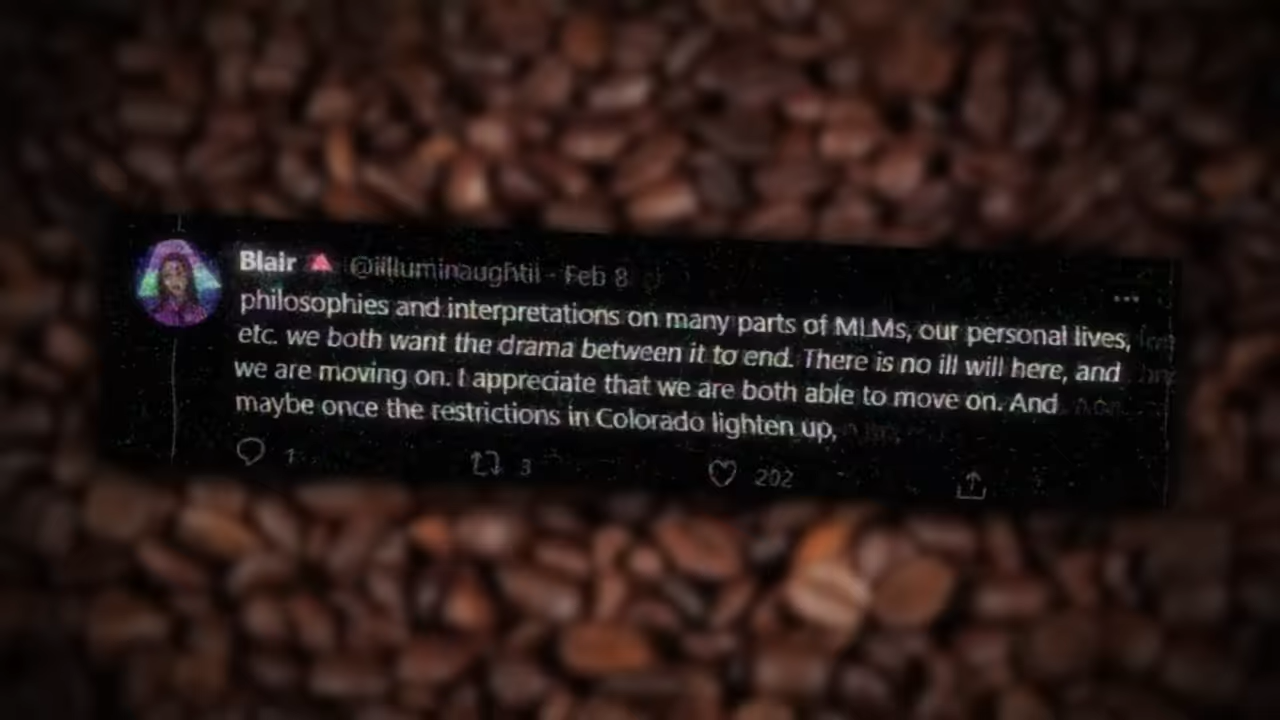 Blair 🔺 @iilluminaughtii - Feb 8
philosophies and interpretations on many parts of MLMs, our personal lives,
etc. we both want the drama between it to end. There is no ill will here, and
we are moving on. I appreciate that we are both able to move on. And
maybe once the restrictions in Colorado lighten up,
1 3 202